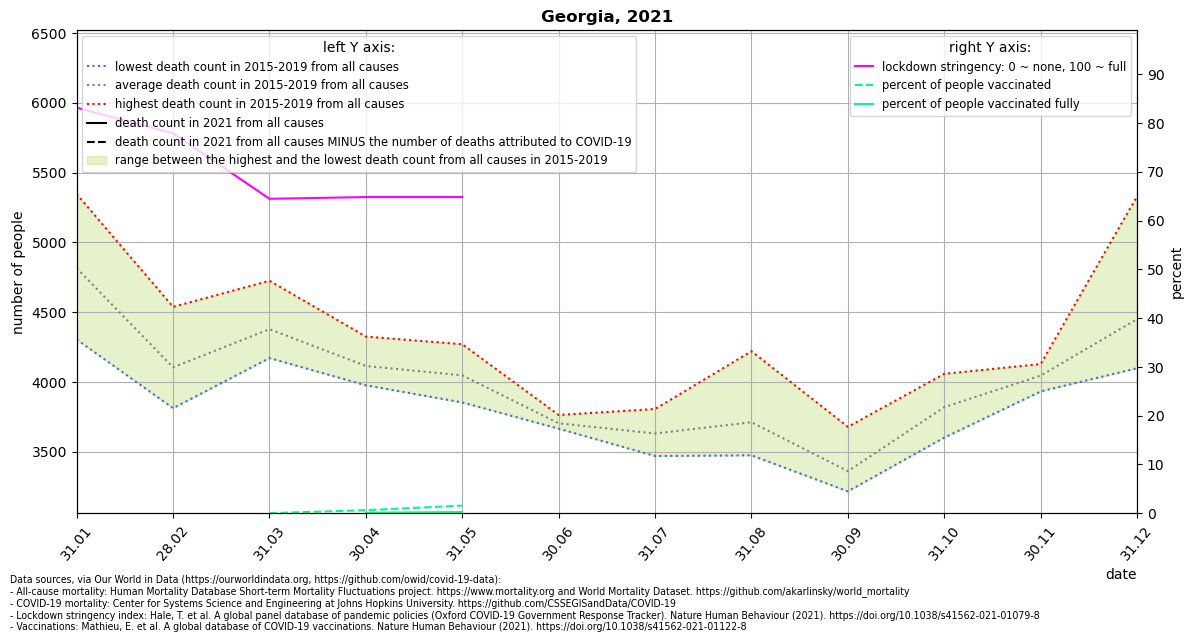 Georgia, 2021
left Y axis:
lowest death count in 2015-2019 from all causes
average death count in 2015-2019 from all causes
highest death count in 2015-2019 from all causes
death count in 2021 from all causes
death count in 2021 from all causes MINUS the number of deaths attributed to COVID-19
range between the highest and the lowest death count from all causes in 2015-2019
right Y axis:
lockdown stringency: 0 ~ none, 100 ~ full
percent of people vaccinated
percent of people vaccinated fully
number of people
6500
6000
5500
5000
4500
4000
3500
percent
90
80
70
60
50
40
30
20
10
0
31.01
28.02
31.03
30.04
31.05
30.06
31.07
31.08
30.09
31.10
30.11
31.12
date
Data sources, via Our World in Data (https://ourworldindata.org, https://github.com/owid/covid-19-data):
- All-cause mortality: Human Mortality Database Short-term Mortality Fluctuations project. https://www.mortality.org and World Mortality Dataset. https://github.com/akarlinsky/world_mortality
- COVID-19 mortality: Center for Systems Science and Engineering at Johns Hopkins University. https://github.com/CSSEGISandData/COVID-19
- Lockdown stringency index: Hale, T. et al. A global panel database of pandemic policies (Oxford COVID-19 Government Response Tracker). Nature Human Behaviour (2021). https://doi.org/10.1038/s41562-021-01079-8
- Vaccinations: Mathieu, E. et al. A global database of COVID-19 vaccinations. Nature Human Behaviour (2021). https://doi.org/10.1038/s41562-021-01122-8